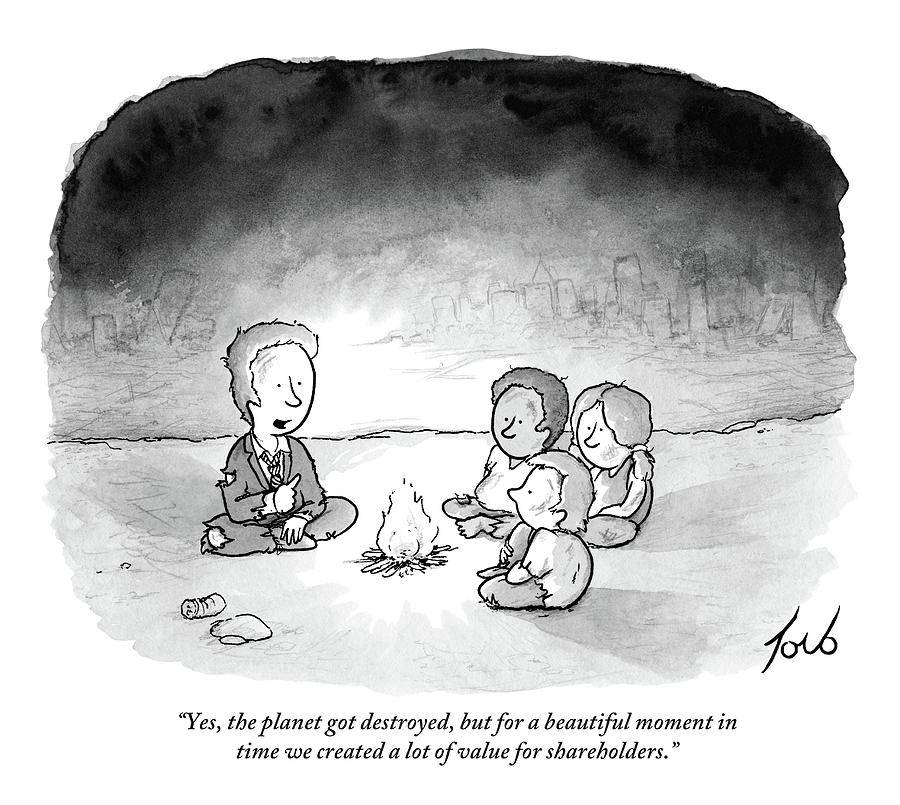 Toro
“Yes, the planet got destroyed, but for a beautiful moment in
time we created a lot of value for shareholders.”